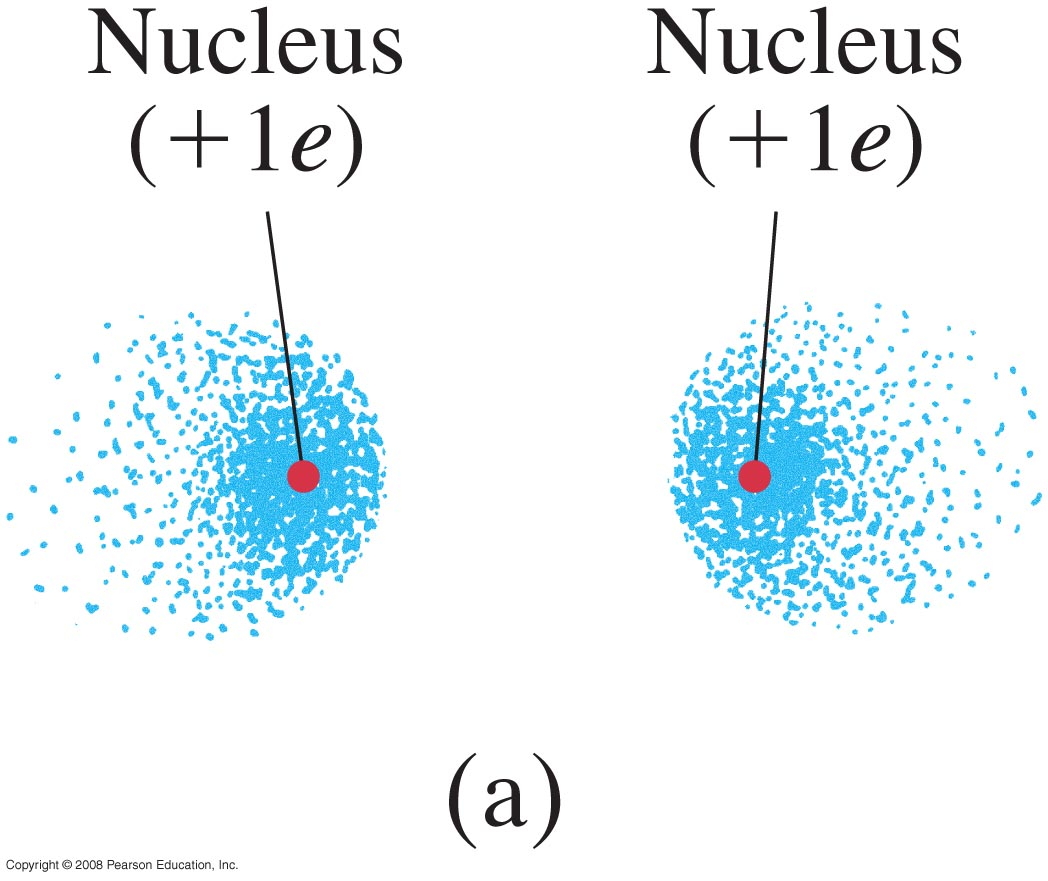 Nucleus
(+1e)
Nucleus
(+1e)
(a)
Copyright © 2008 Pearson Education, Inc.